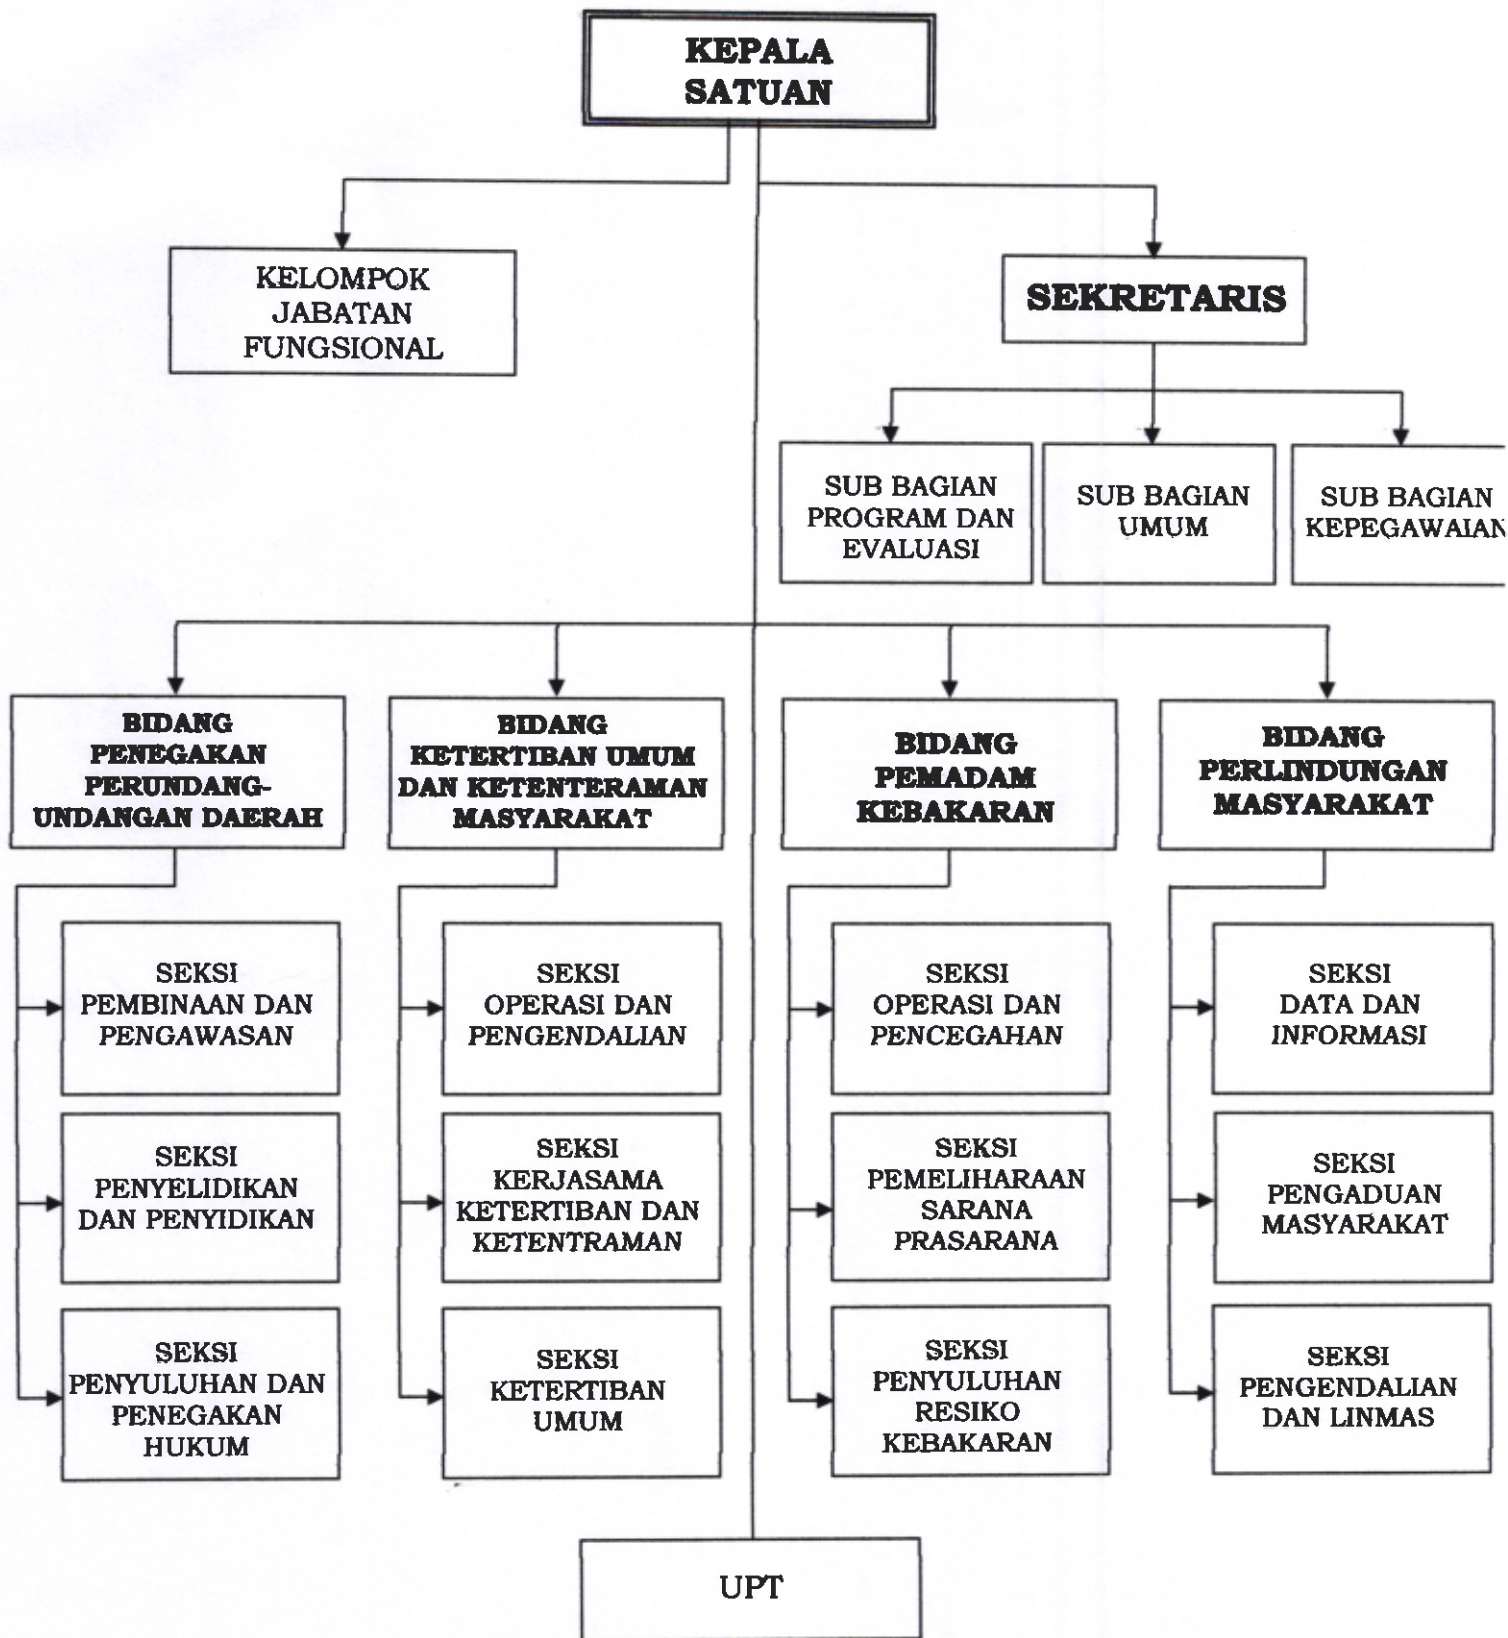 KEPALA
SATUAN
KELOMPOK
JABATAN
FUNGSIONAL
SEKRETARIS
SUB BAGIAN
PROGRAM DAN
EVALUASI
SUB BAGIAN
UMUM
SUB BAGIAN
KEPEGAWAIAN
BIDANG
PENEGAKAN
PERUNDANG-
UNDANGAN DAERAH
BIDANG
KETERTIBAN UMUM
DAN KETENTERAMAN
MASYARAKAT
BIDANG
PEMADAM
KEBAKARAN
BIDANG
PERLINDUNGAN
MASYARAKAT
SEKSI
PEMBINAAN DAN
PENGAWASAN
SEKSI
OPERASI DAN
PENGENDALIAN
SEKSI
OPERASI DAN
PENCEGAHAN
SEKSI
DATA DAN
INFORMASI
SEKSI
PENYELIDIKAN
DAN PENYIDIKAN
SEKSI
KERJASAMA
KETERTIBAN DAN
KETENTRAMAN
SEKSI
PEMELIHARAAN
SARANA
PRASARANA
SEKSI
PENGADUAN
MASYARAKAT
SEKSI
PENYULUHAN DAN
PENEGAKAN
HUKUM
SEKSI
KETERTIBAN
UMUM
SEKSI
PENYULUHAN
RESIKO
KEBAKARAN
SEKSI
PENGENDALIAN
DAN LINMAS
UPT